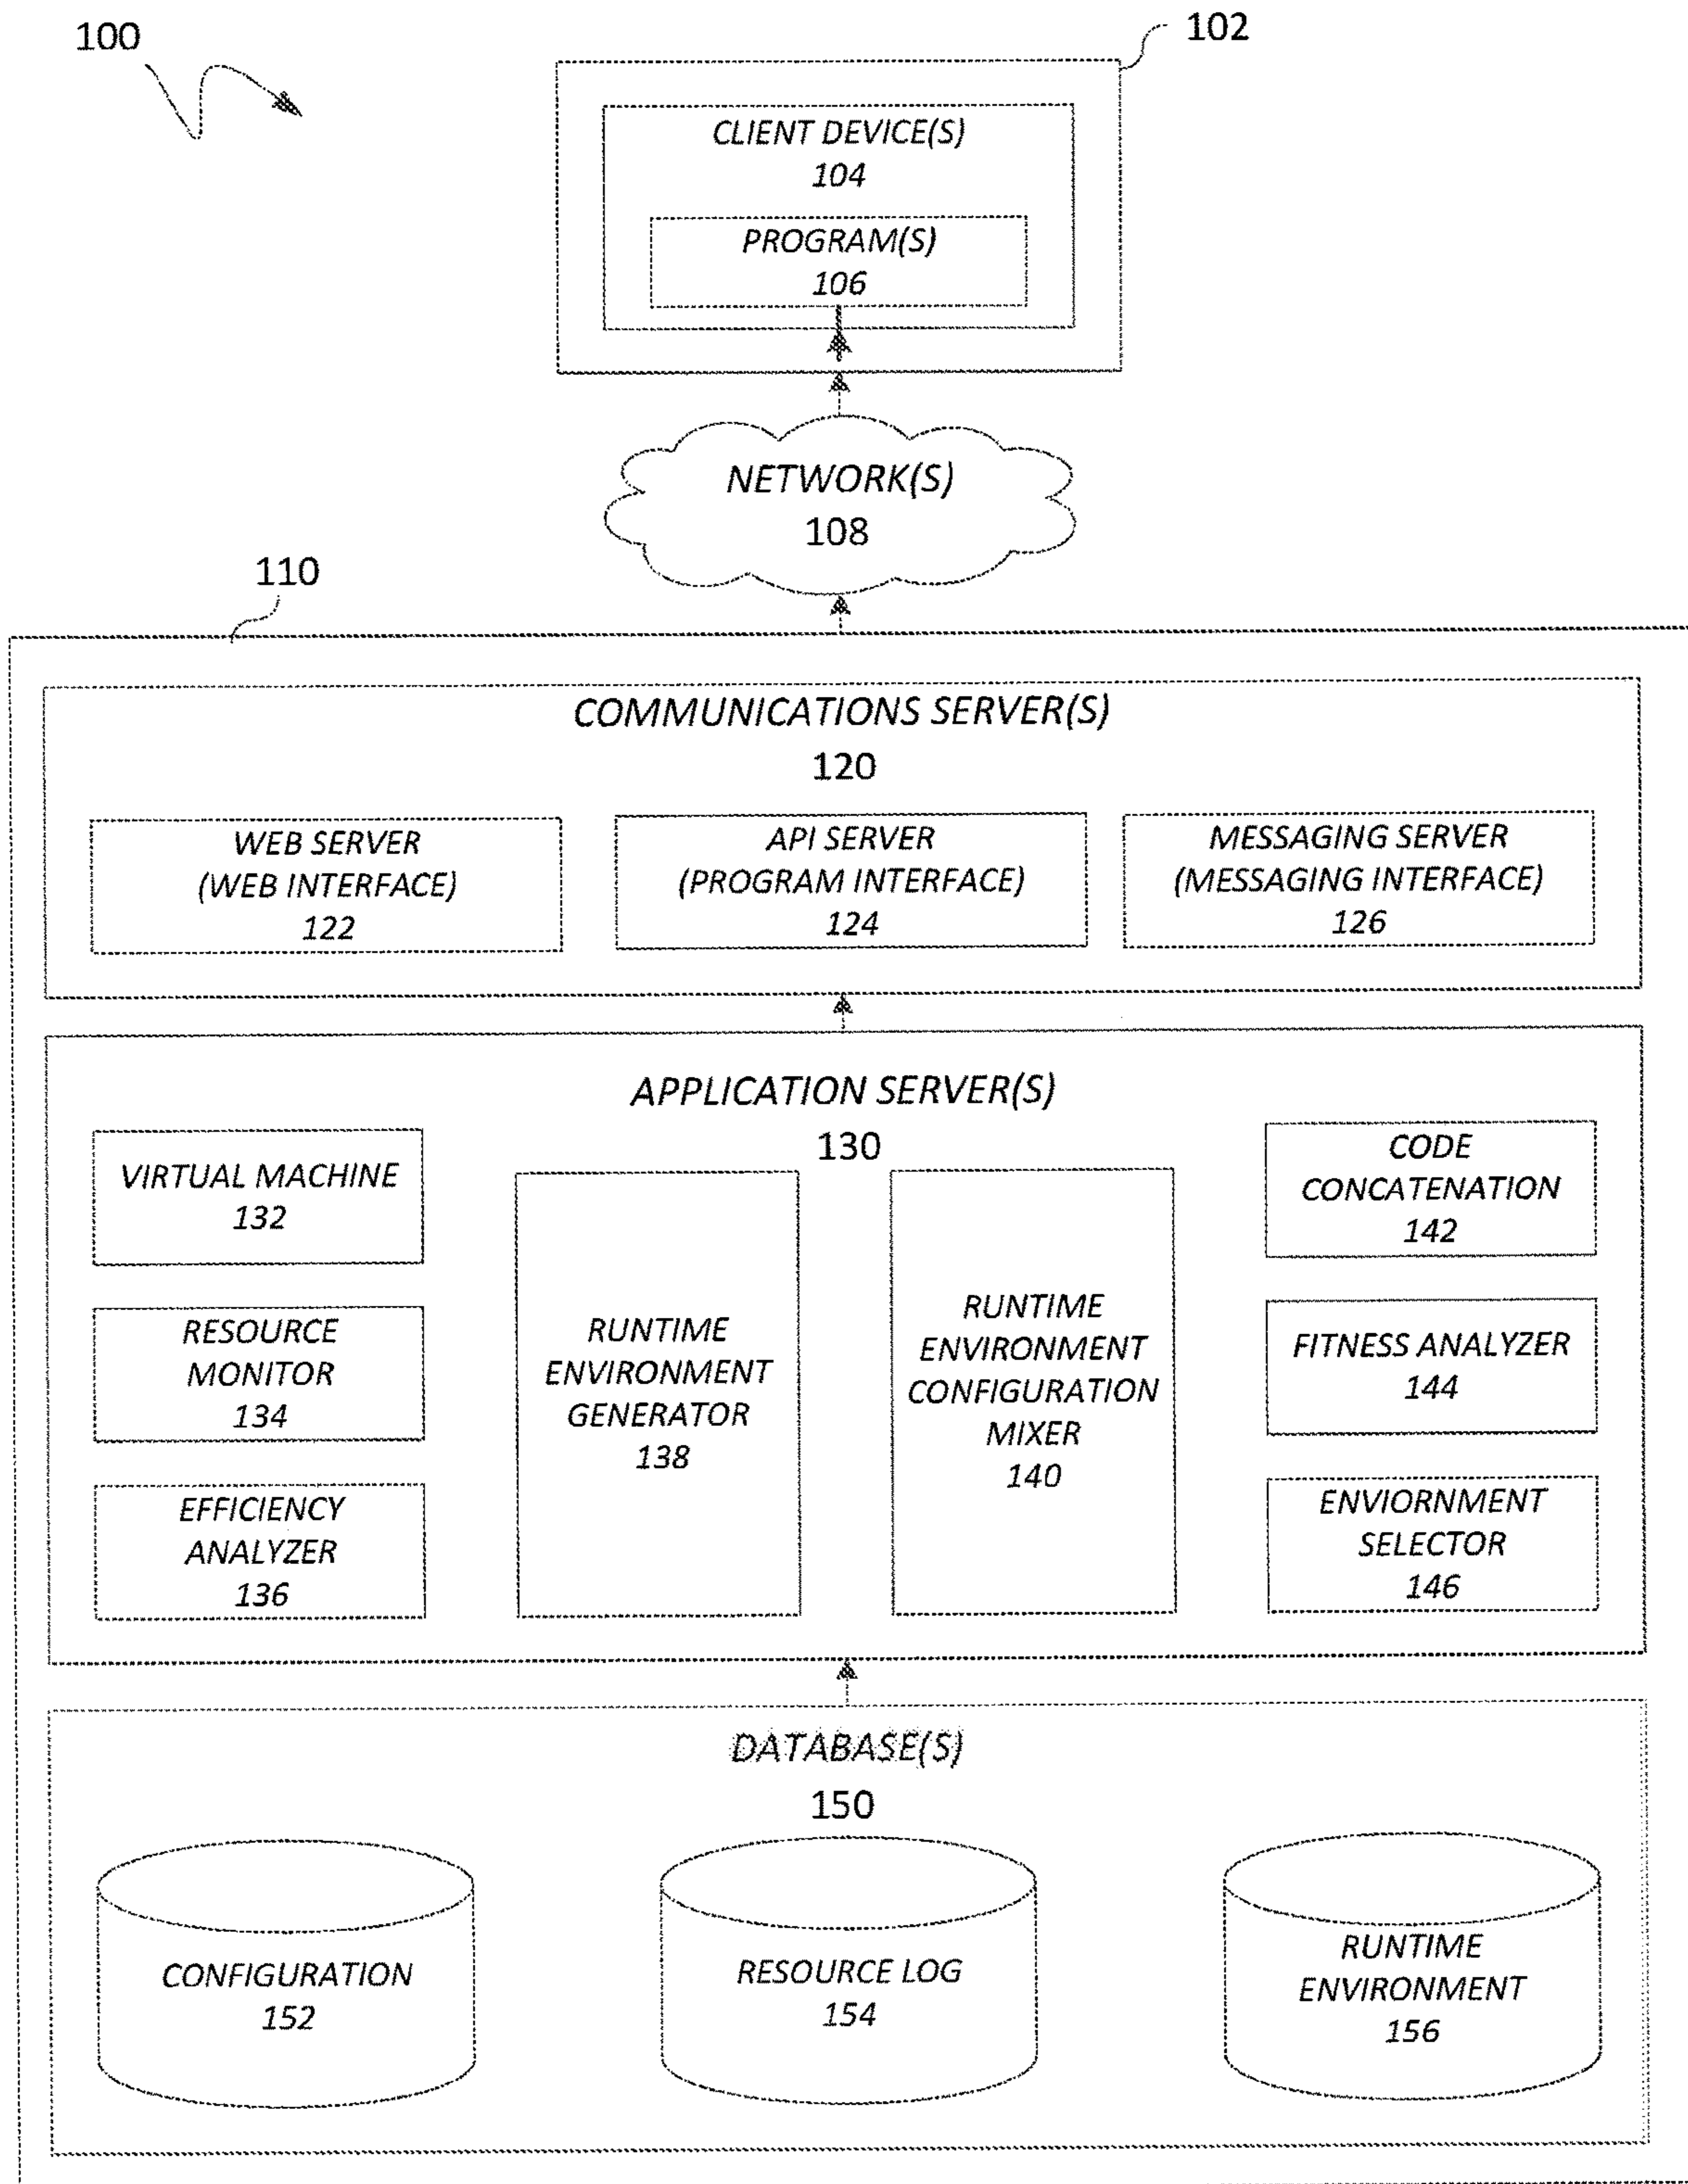 100
102
CLIENT DEVICE(S)
104
PROGRAM(S)
106
NETWORK(S)
108
110
COMMUNICATIONS SERVER(S)
120
WEB SERVER
(WEB INTERFACE)
122
API SERVER
(PROGRAM INTERFACE)
124
MESSAGING SERVER
(MESSAGING INTERFACE)
126
APPLICATION SERVER(S)
130
VIRTUAL MACHINE
132
RESOURCE
MONITOR
134
EFFICIENCY
ANALYZER
136
RUNTIME
ENVIRONMENT
GENERATOR
138
RUNTIME
ENVIRONMENT
CONFIGURATION
MIXER
140
CODE
CONCATENATION
142
FITNESS ANALYZER
144
ENVIORNMENT
SELECTOR
146
DATABASE(S)
150
CONFIGURATION
152
RESOURCE LOG
154
RUNTIME
ENVIRONMENT
156